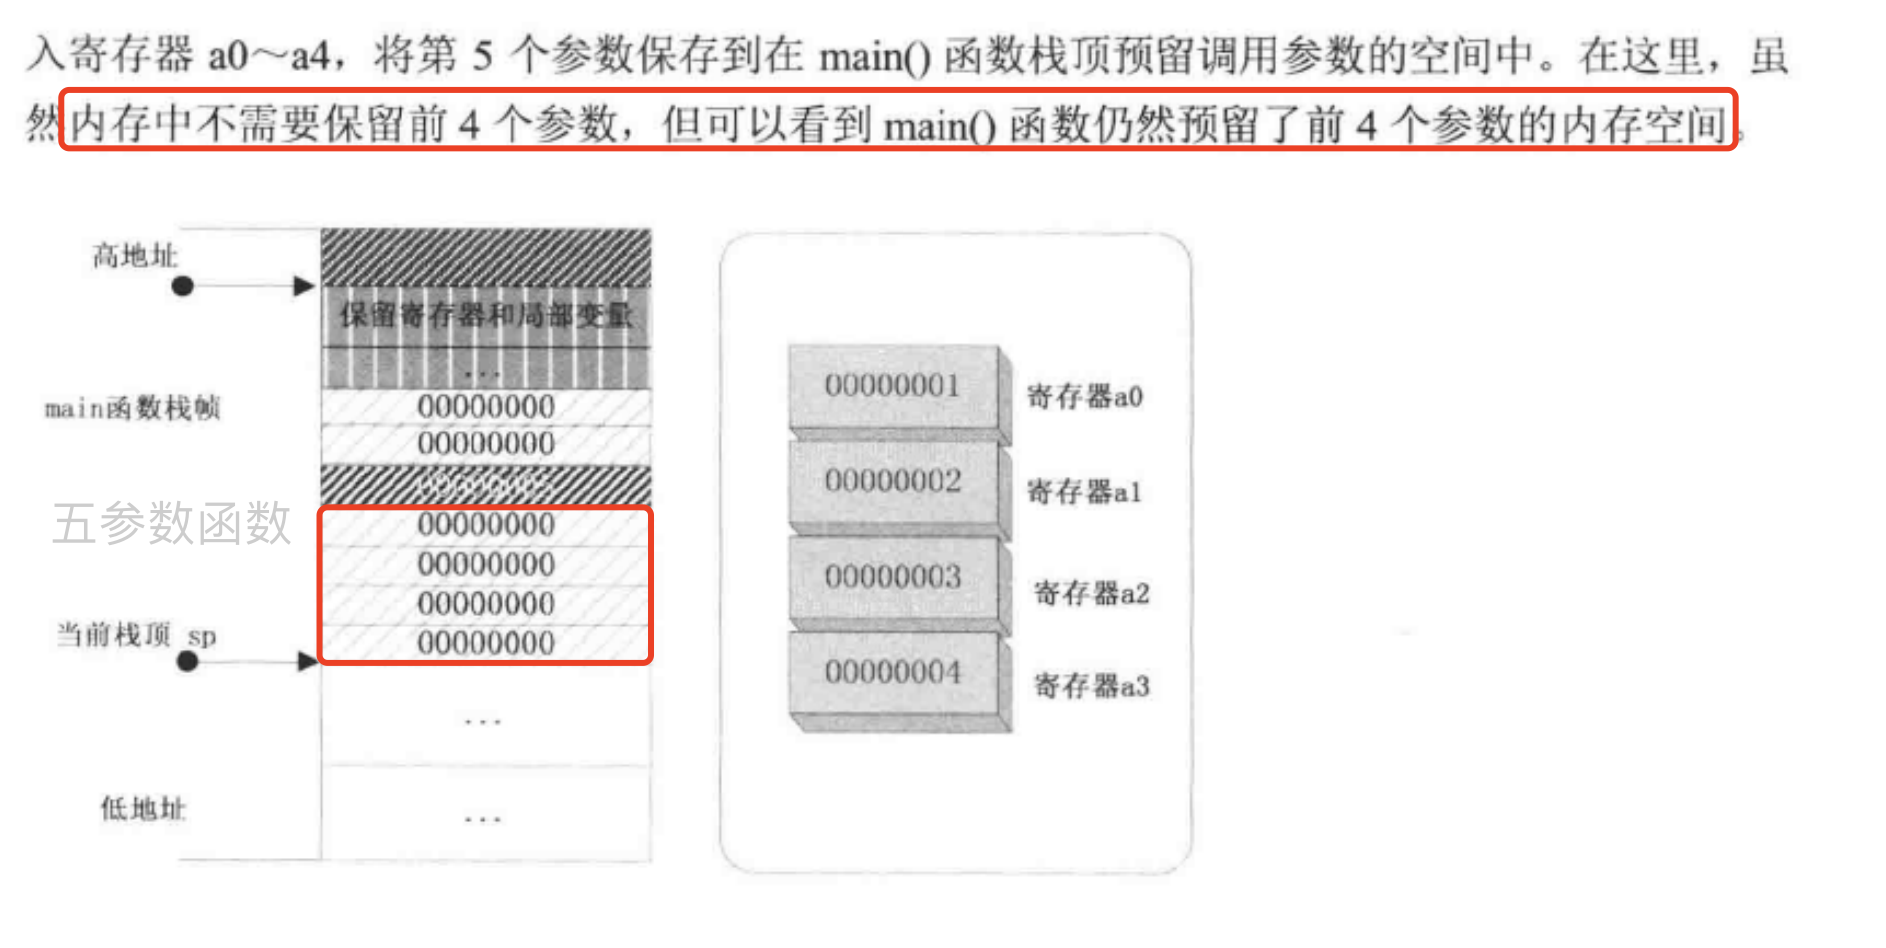 入寄存器 a0～a4，将第 5 个参数保存到在 main() 函数栈顶预留调用参数的空间中。在这里，虽
然内存中不需要保留前 4 个参数，但可以看到 main() 函数仍然预留了前 4 个参数的内存空间。
高地址
保留寄存器和局部变量
...
main函数栈帧
00000000
00000000
五参数函数
00000000
00000000
00000000
00000000
当前栈顶 sp
...
低地址
...
00000001
寄存器a0
00000002
寄存器a1
00000003
寄存器a2
00000004
寄存器a3